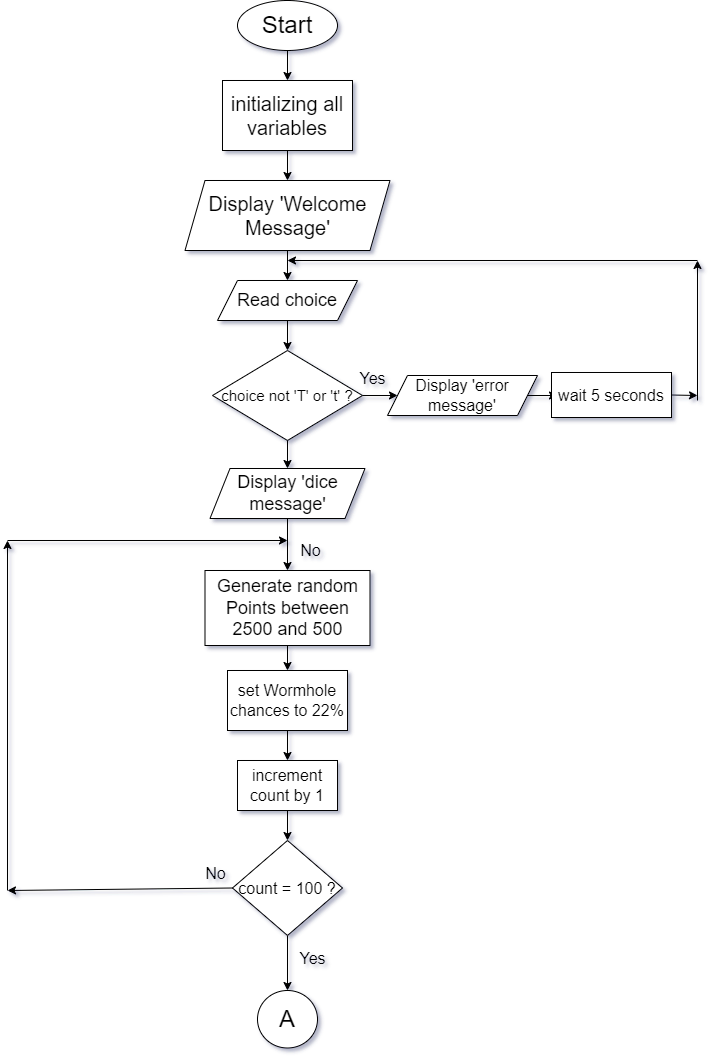 Start
initializing all
variables
Display 'Welcome
Message'
Read choice
choice not 'T' or 't' ?
Yes
Display 'error
message'
wait 5 seconds
Display 'dice
message'
No
Generate random
Points between
2500 and 500
set Wormhole
chances to 22%
increment
count by 1
count = 100 ?
No
Yes
A